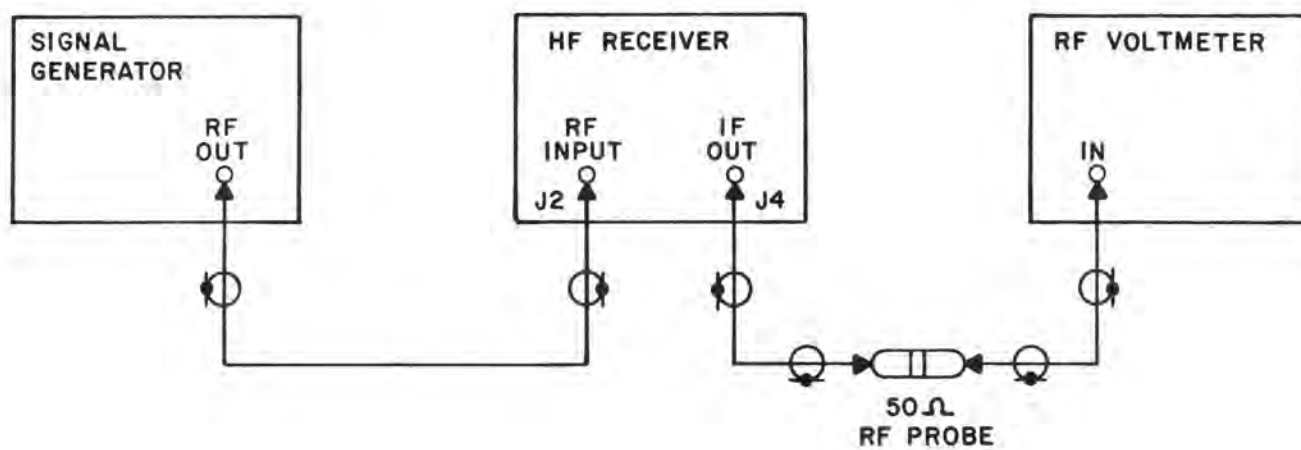 SIGNAL
GENERATOR
RF
OUT
HF RECEIVER
RF
INPUT
J2
IF
OUT
J4
RF VOLTMETER
IN
50Ω
RF PROBE